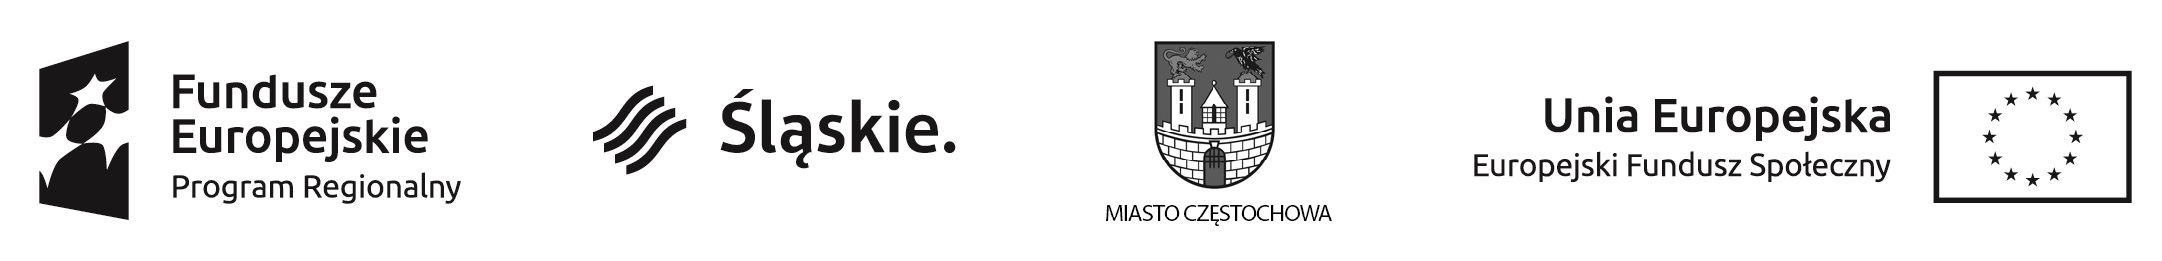 Fundusze
Europejskie
Program Regionalny
Śląskie.
MIASTO CZĘSTOCHOWA
Unia Europejska
Europejski Fundusz Społeczny